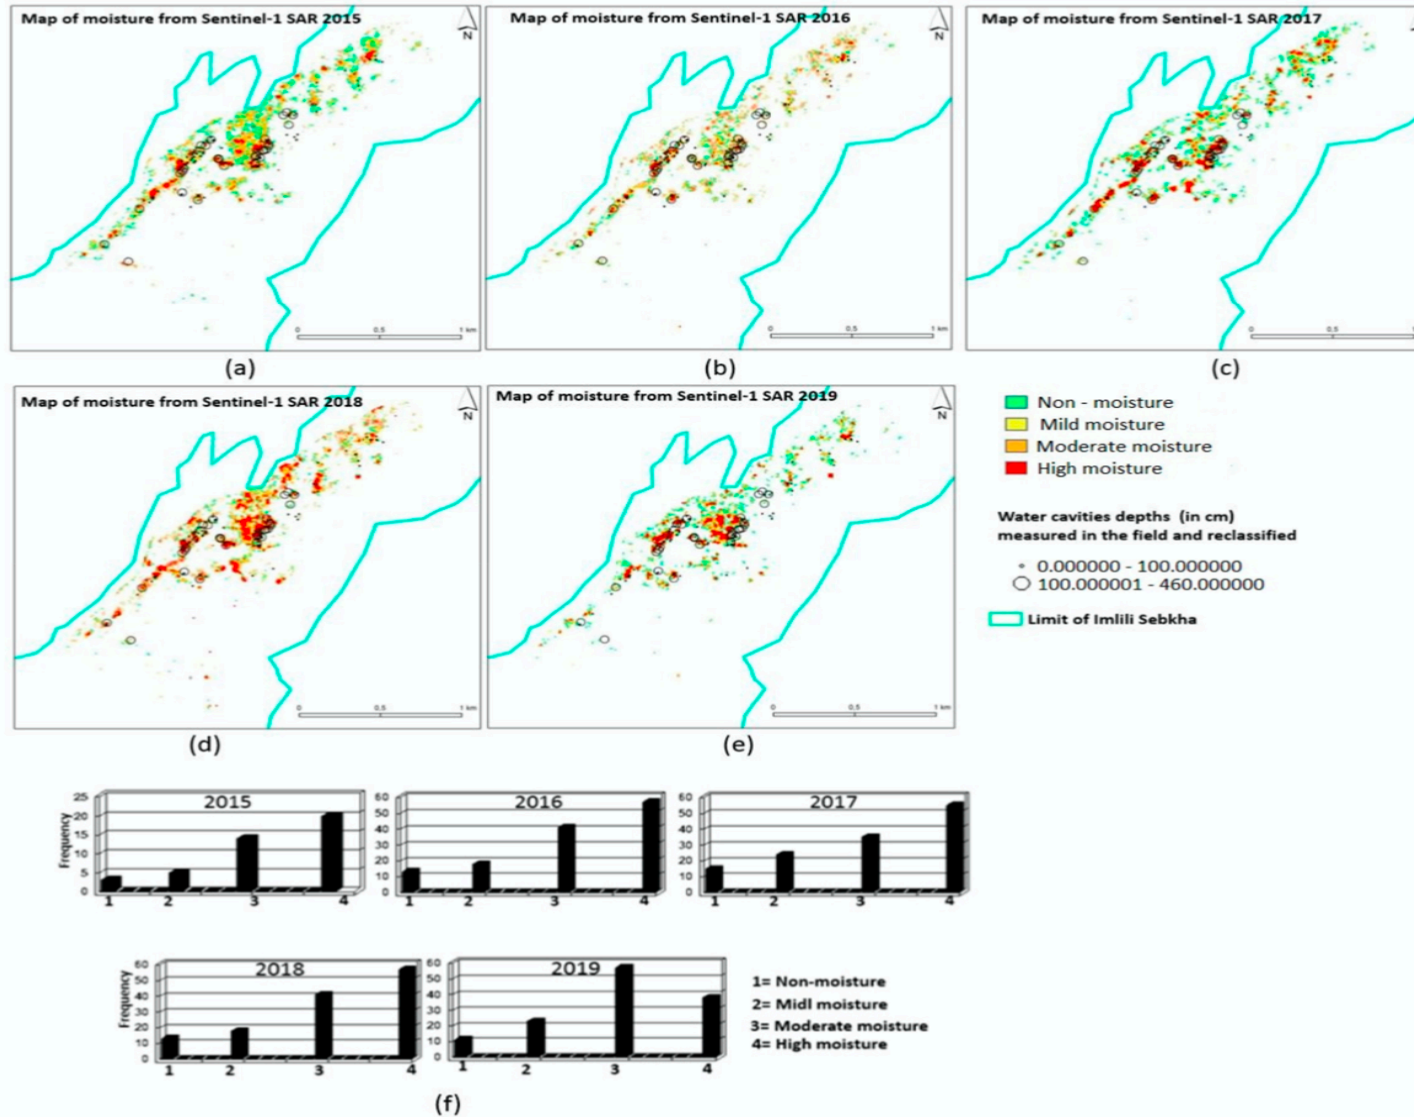 Map of moisture from Sentinel-1 SAR 2015
N
0
0.5
1 km
(a)
Map of moisture from Sentinel-1 SAR 2016
N
0
0.5
1 km
(b)
Map of moisture from Sentinel-1 SAR 2017
0
0.5
1
(c)
Map of moisture from Sentinel-1 SAR 2018
N
0
0.5
1 km
(d)
Map of moisture from Sentinel-1 SAR 2019
N
0
0.5
1 km
(e)
Non - moisture
Mild moisture
Moderate moisture
High moisture
Water cavities depths (in cm)
measured in the field and reclassified
0.000000 - 100.000000
100.000001 - 460.000000
Limit of Imlili Sebkha
2015
Frequency
25
20
15
10
5
0
1 2 3 4
2016
60
50
40
30
20
10
0
1 2 3 4
2017
60
50
40
30
20
10
0
1 2 3 4
2018
Frequency
60
50
40
30
20
10
0
1 2 3 4
2019
60
50
40
30
20
10
0
1 2 3 4
1= Non-moisture
2= Midl moisture
3= Moderate moisture
4= High moisture
(f)